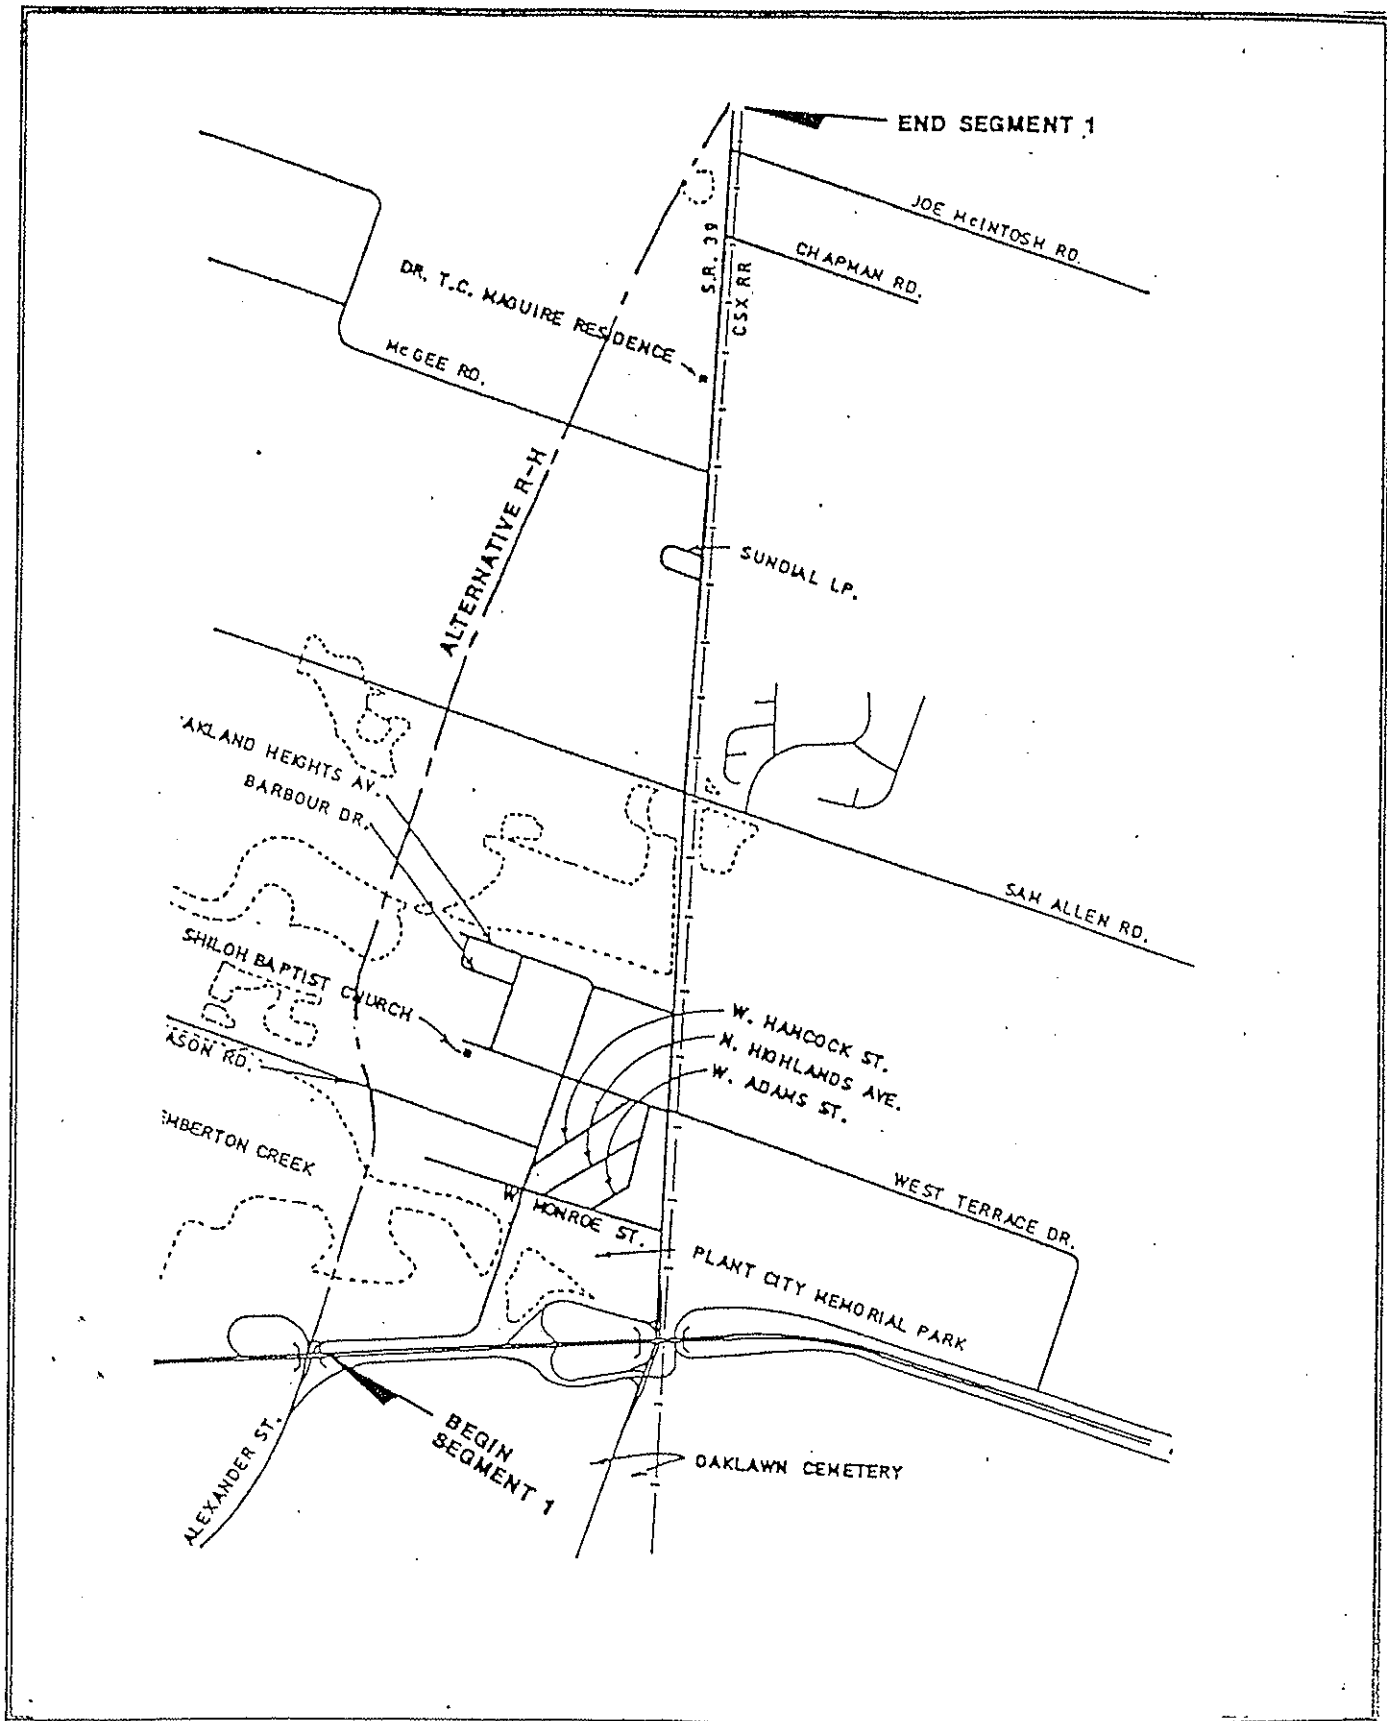 END SEGMENT 1
JOE McINTOSH RD.
S.R. 39
CHAPMAN RD.
CSX RR
DR. T.C. MAGUIRE RESIDENCE
McGEE RD.
ALTERNATIVE R-H
SUNDIAL LP.
AKLAND HEIGHTS AV.
BARBOUR DR.
SAM ALLEN RD.
SHILOH BAPTIST CHURCH
W. HANCOCK ST.
N. HIGHLANDS AVE.
W. ADAMS ST.
ASON RD.
EMBERTON CREEK
W. MONROE ST.
WEST TERRACE DR.
PLANT CITY MEMORIAL PARK
BEGIN
SEGMENT 1
ALEXANDER ST.
OAKLAWN CEMETERY